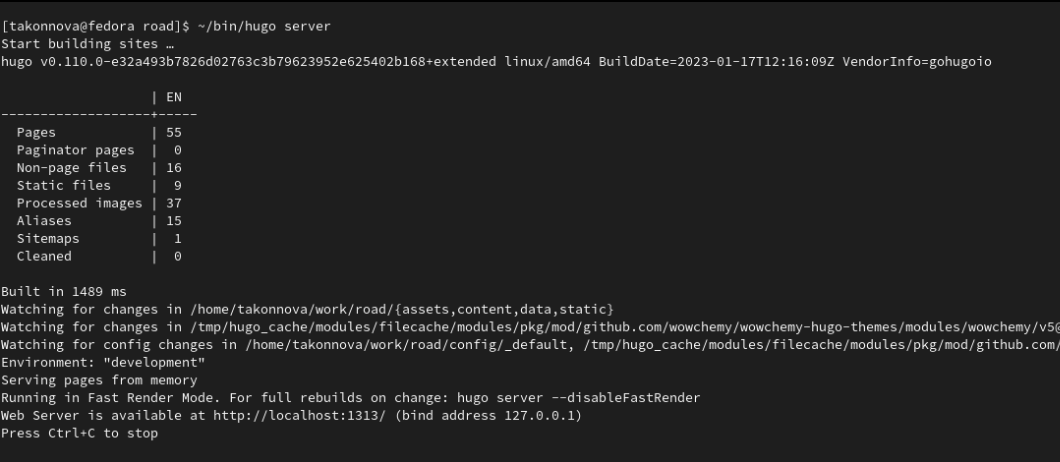 [takonnova@fedora road]$ ~/bin/hugo server
Start building sites …
hugo v0.110.0-e32a493b7826d02763c3b79623952e625402b168+extended linux/amd64 BuildDate=2023-01-17T12:16:09Z VendorInfo=gohugoio
                   | EN
-------------------+-----
  Pages            | 55
  Paginator pages  |  0
  Non-page files   | 16
  Static files     |  9
  Processed images | 37
  Aliases          | 15
  Sitemaps         |  1
  Cleaned          |  0
Built in 1489 ms
Watching for changes in /home/takonnova/work/road/{assets,content,data,static}
Watching for changes in /tmp/hugo_cache/modules/filecache/modules/pkg/mod/github.com/wowchemy/wowchemy-hugo-themes/modules/wowchemy/v5@
Watching for config changes in /home/takonnova/work/road/config/_default, /tmp/hugo_cache/modules/filecache/modules/pkg/mod/github.com/
Environment: "development"
Serving pages from memory
Running in Fast Render Mode. For full rebuilds on change: hugo server --disableFastRender
Web Server is available at http://localhost:1313/ (bind address 127.0.0.1)
Press Ctrl+C to stop